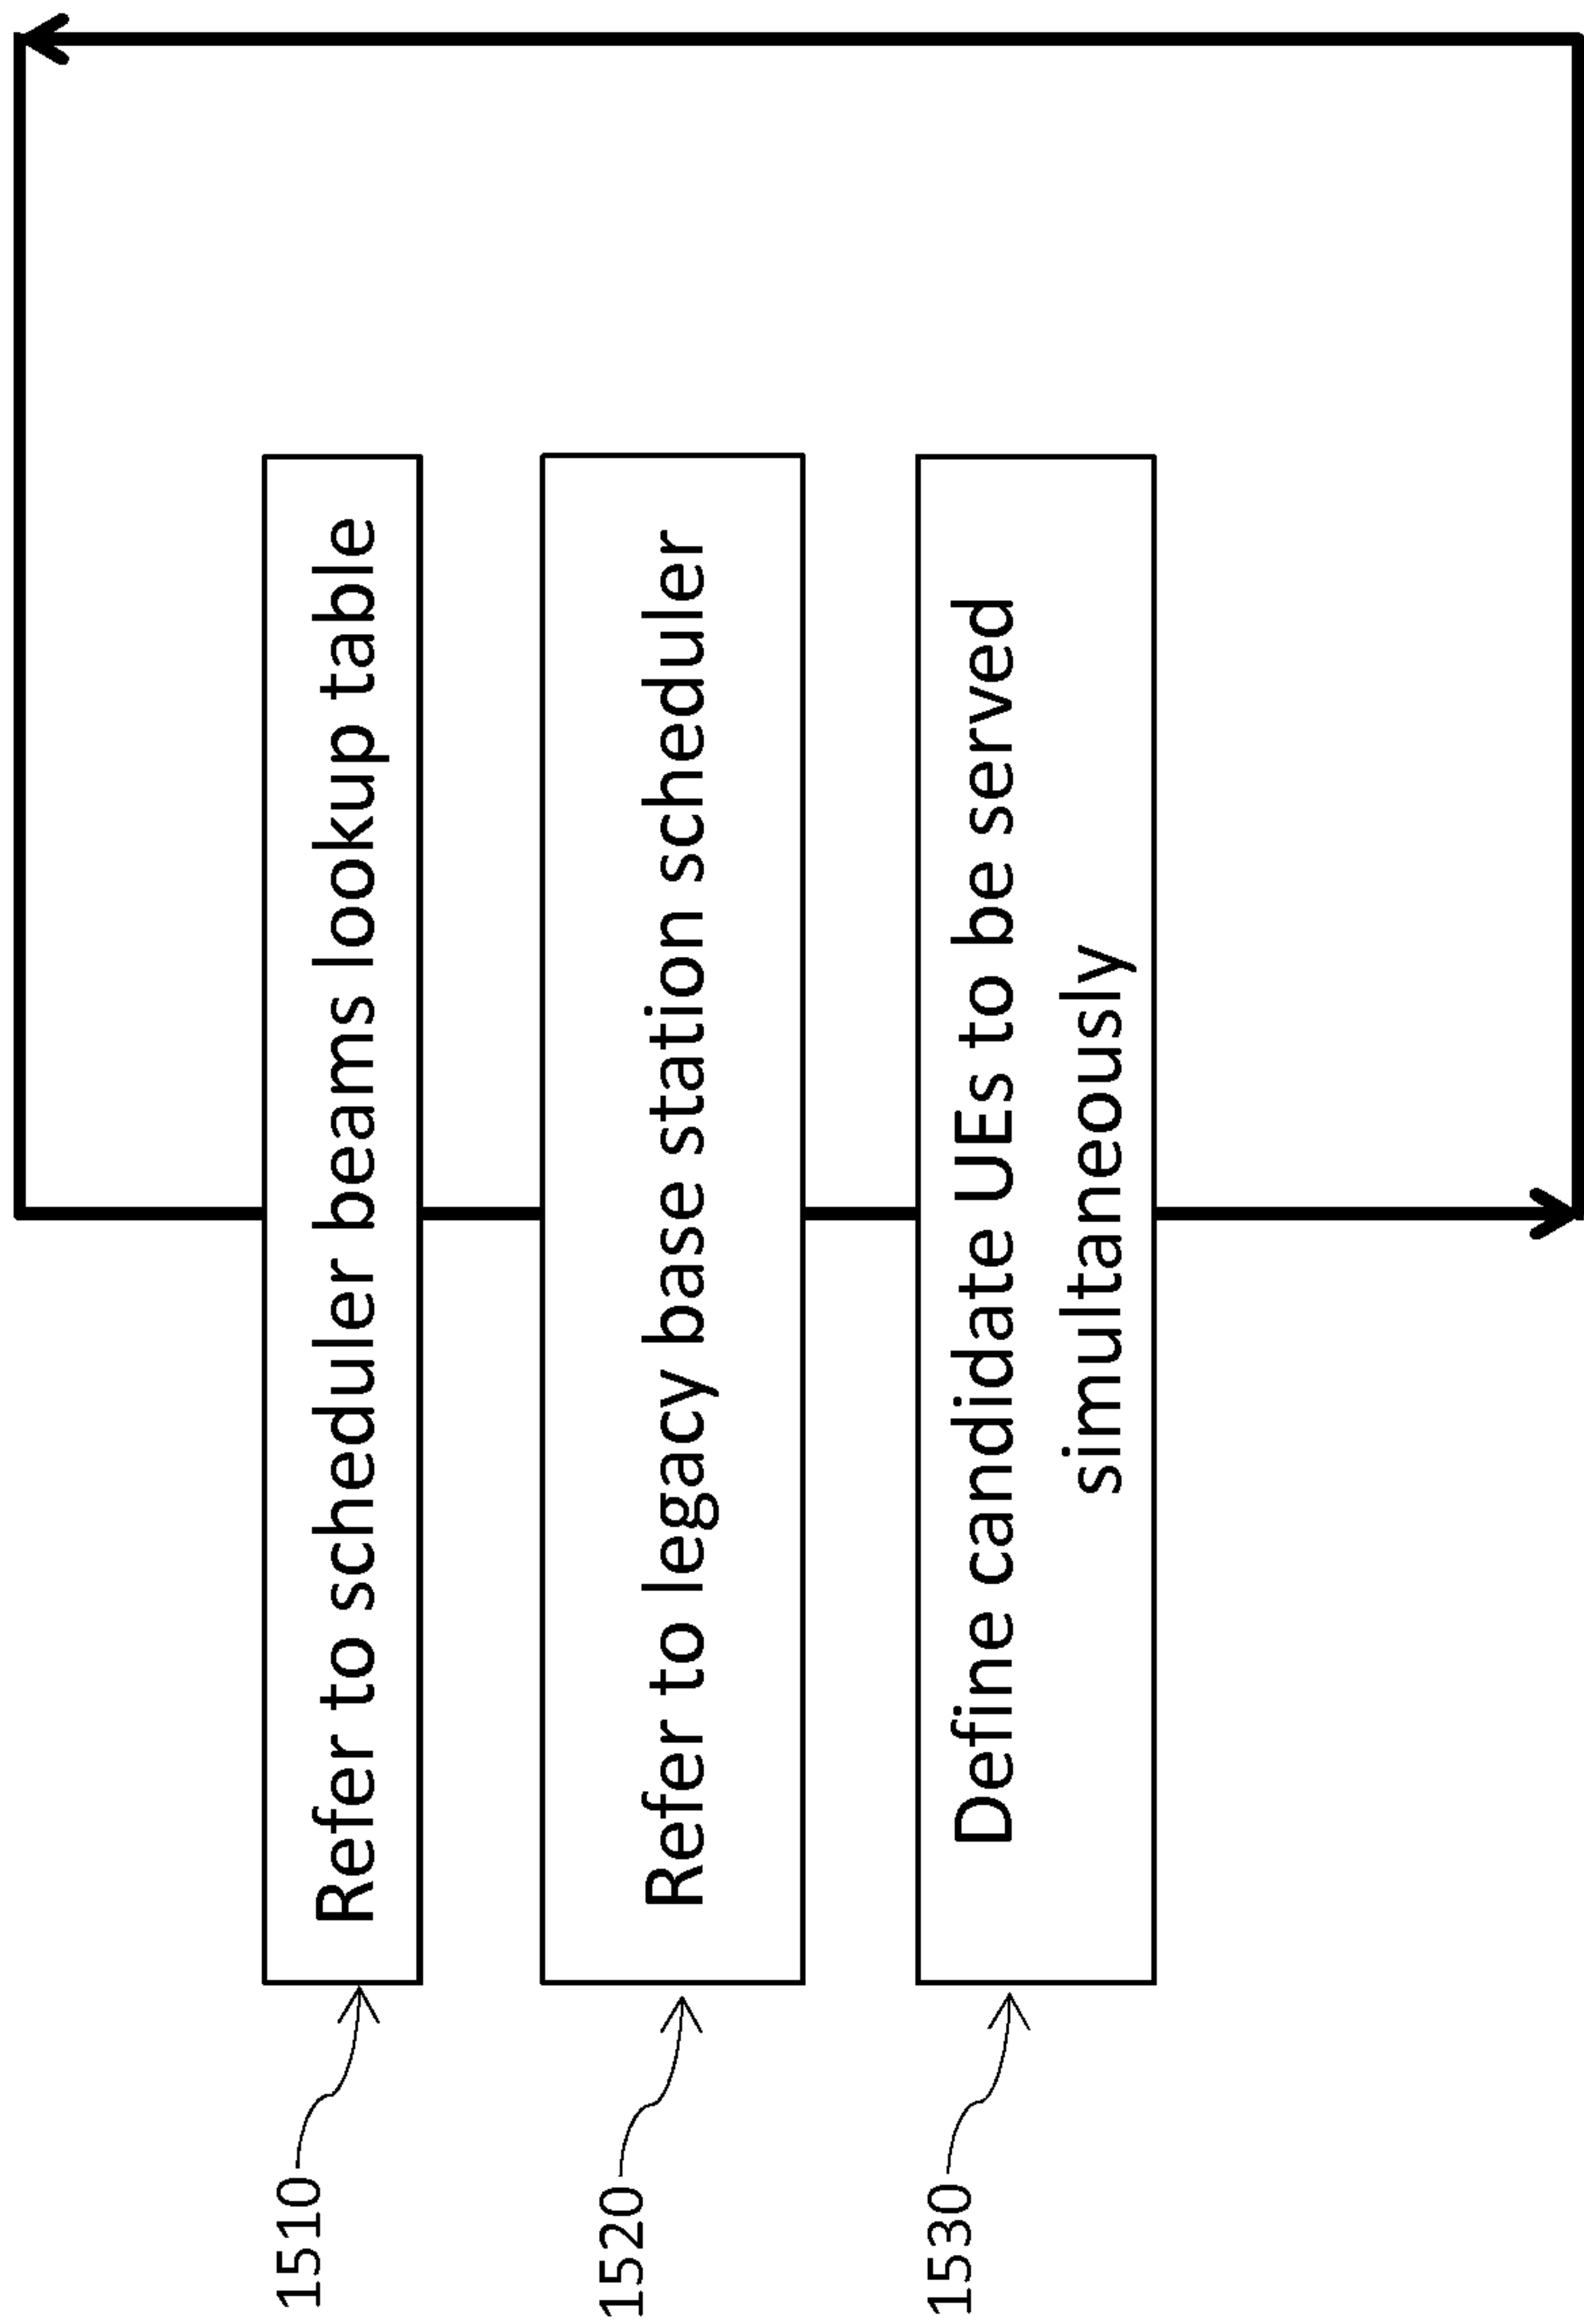 1510
Refer to scheduler beams lookup table
1520
Refer to legacy base station scheduler
1530
Define candidate UEs to be served
simultaneously